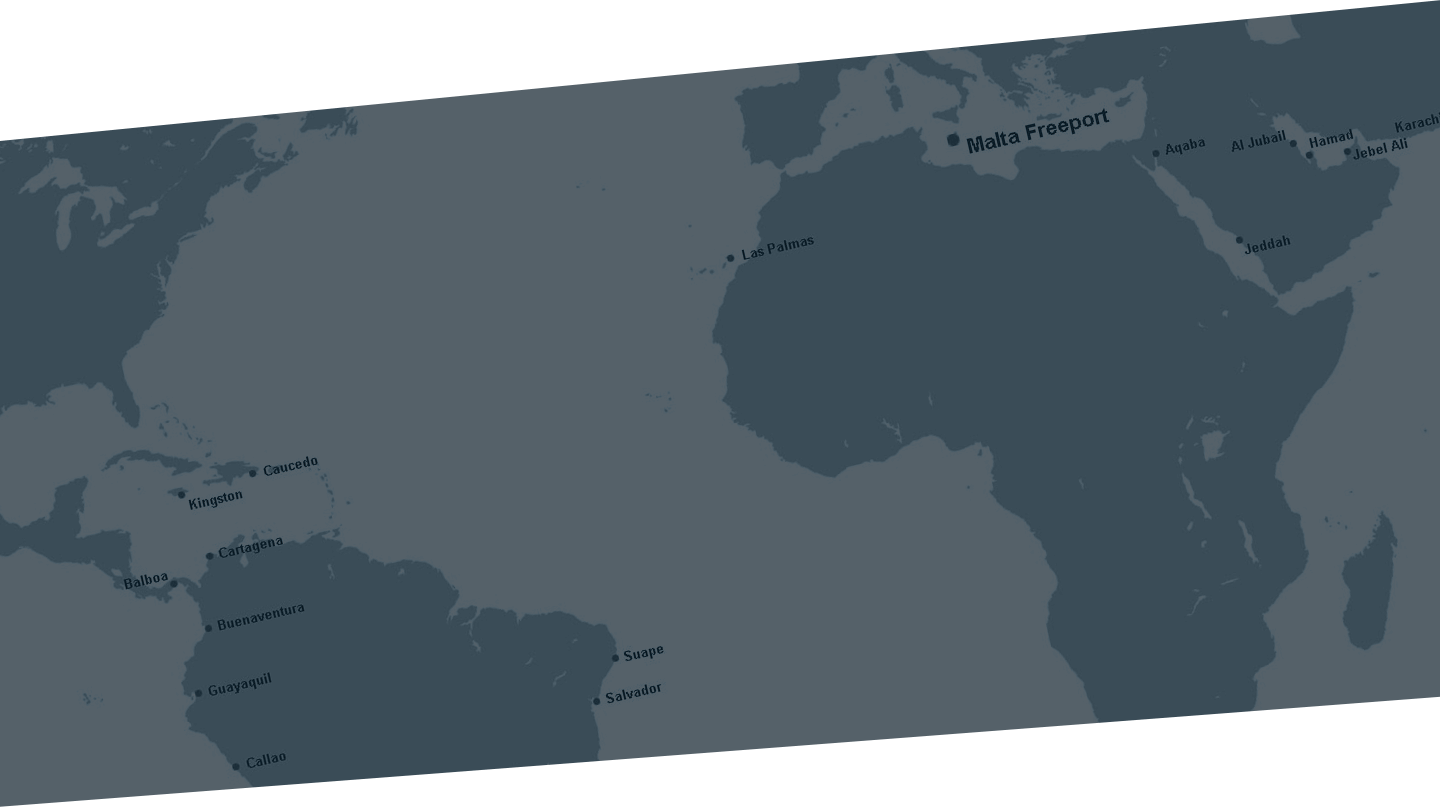 Malta Freeport
Karach
Aqaba
Al Jubail
Hamad
Jebel Ali
Jeddah
Las Palmas
Caucedo
Kingston
Cartagena
Balboa
Buenaventura
Suape
Guayaquil
Salvador
Callao